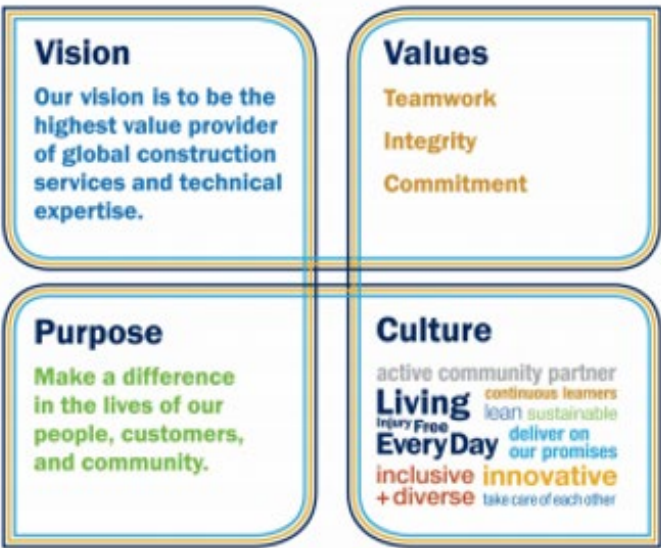 Vision
Our vision is to be the
highest value provider
of global construction
services and technical
expertise.
Values
Teamwork
Integrity
Commitment
Purpose
Make a difference
in the lives of our
people, customers,
and community.
Culture
active community partner
Living
Injury Free
EveryDay
continuous learners
lean sustainable
deliver on
our promises
inclusive
+ diverse
innovative
take care of each other